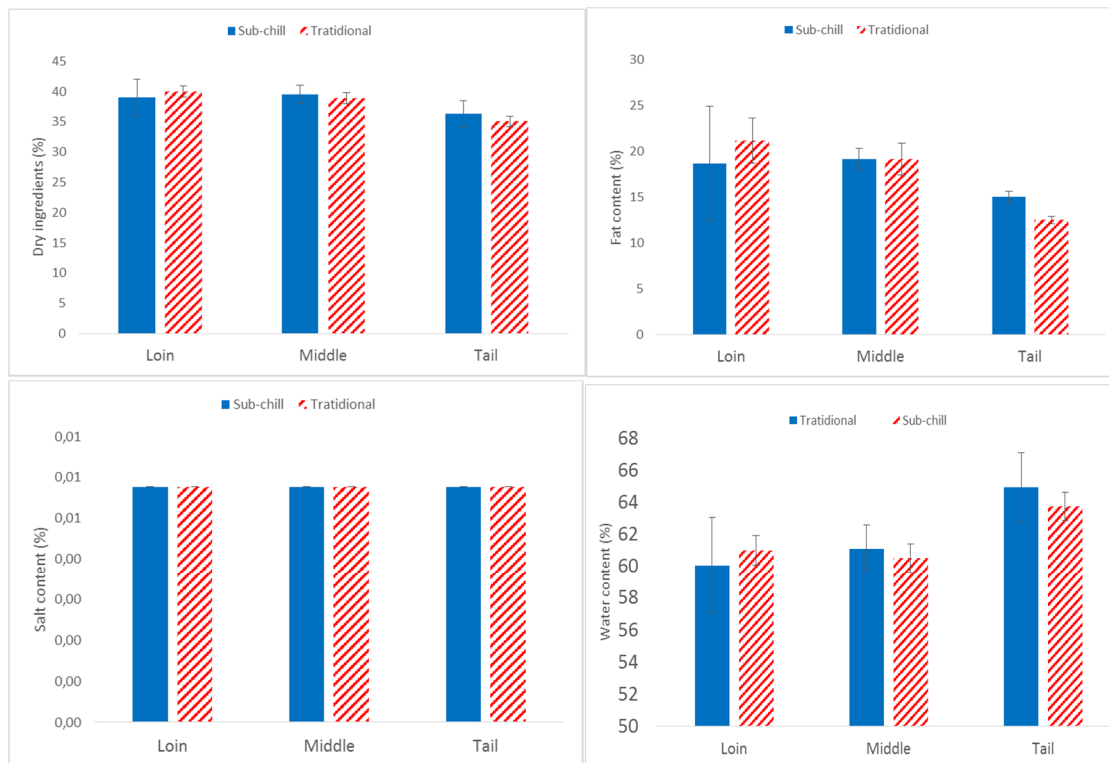 Sub-chill Tratidional
Dry ingredients (%)
45
40
35
30
25
20
15
10
5
0
Loin Middle Tail
Sub-chill Tratidional
Fat content (%)
30
25
20
15
10
5
0
Loin Middle Tail
Sub-chill Tratidional
Salt content (%)
0,01
0,01
0,01
0,00
0,00
0,00
0,00
0,00
Loin Middle Tail
Tratidional Sub-chill
Water content (%)
68
66
64
62
60
58
56
54
52
50
Loin Middle Tail